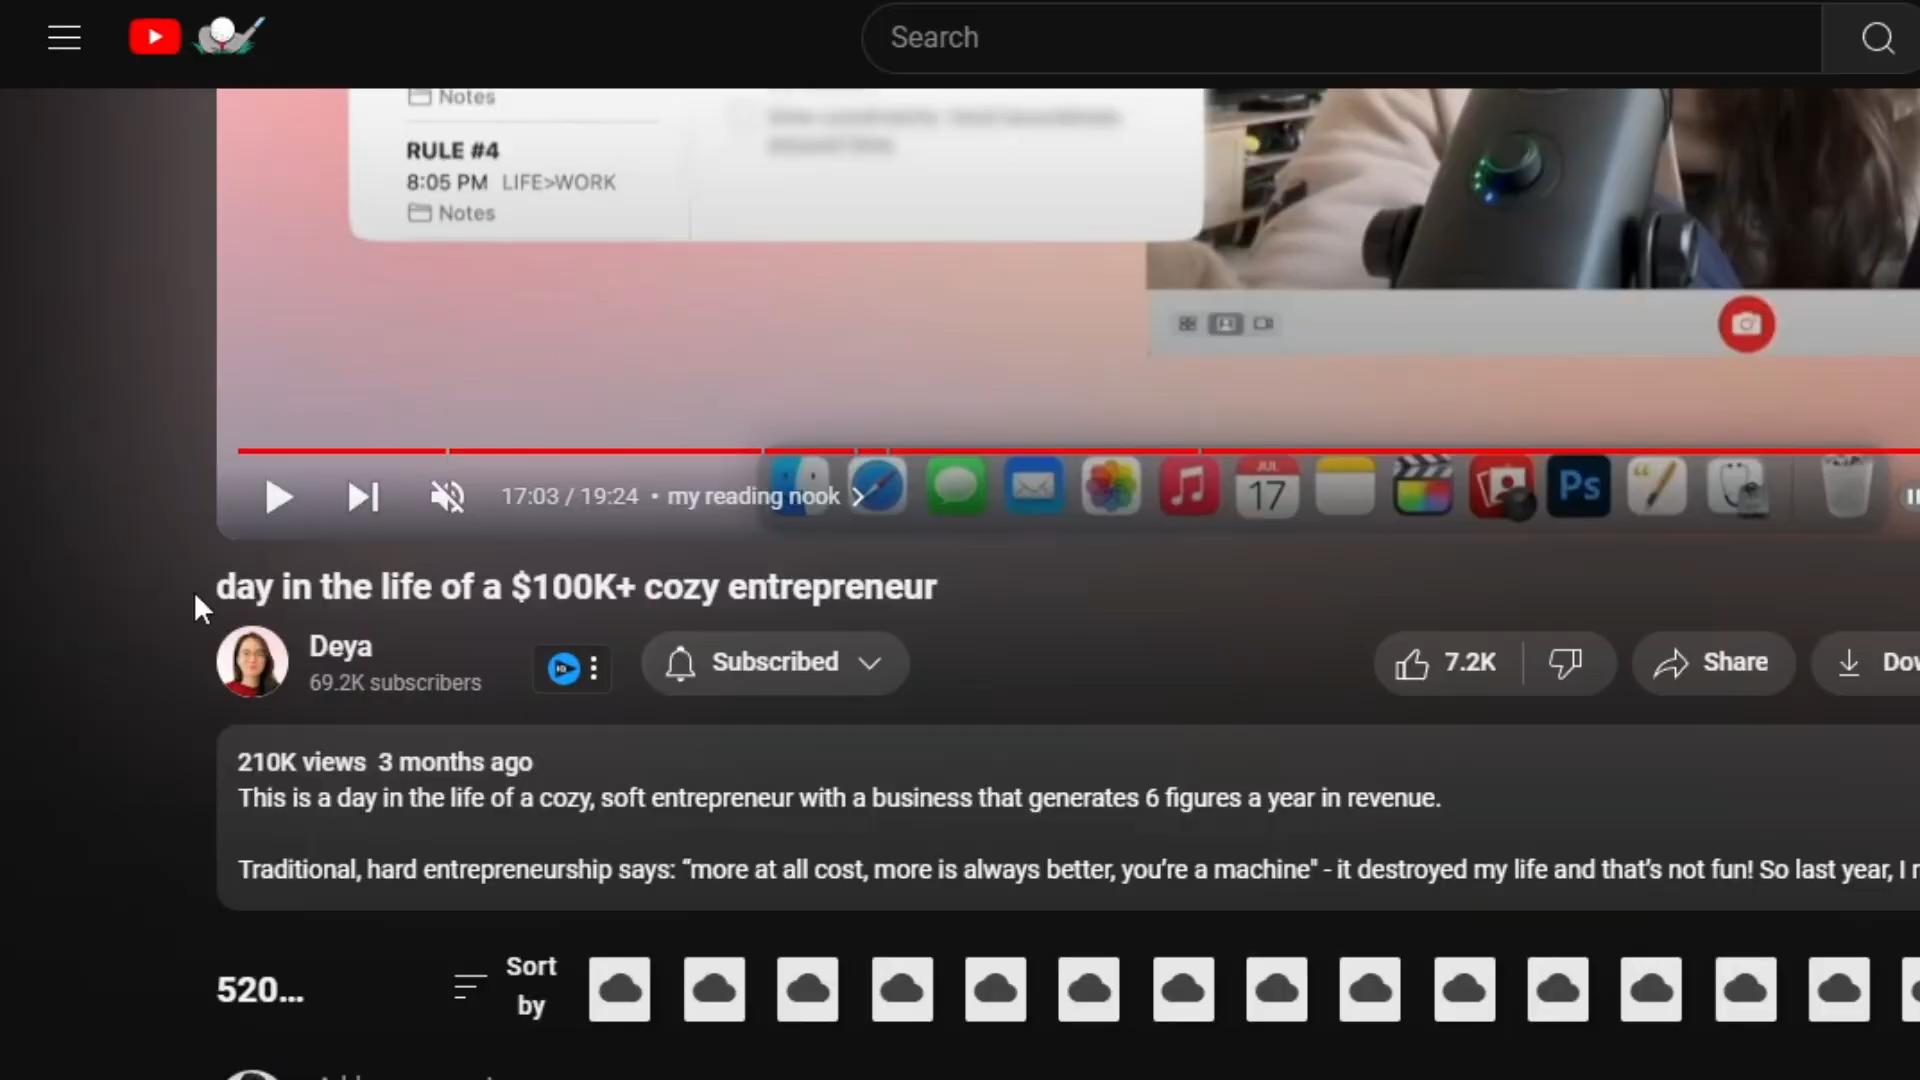 Search
Notes
RULE #4
8:05 PM LIFE>WORK
Notes
JUL
17
Ps
17:03 / 19:24 • my reading nook
day in the life of a $100K+ cozy entrepreneur
Deya
69.2K subscribers
Subscribed
7.2K
Share
Dow
210K views 3 months ago
This is a day in the life of a cozy, soft entrepreneur with a business that generates 6 figures a year in revenue.
Traditional, hard entrepreneurship says: “more at all cost, more is always better, you’re a machine" - it destroyed my life and that’s not fun! So last year, I
520...
Sort
by